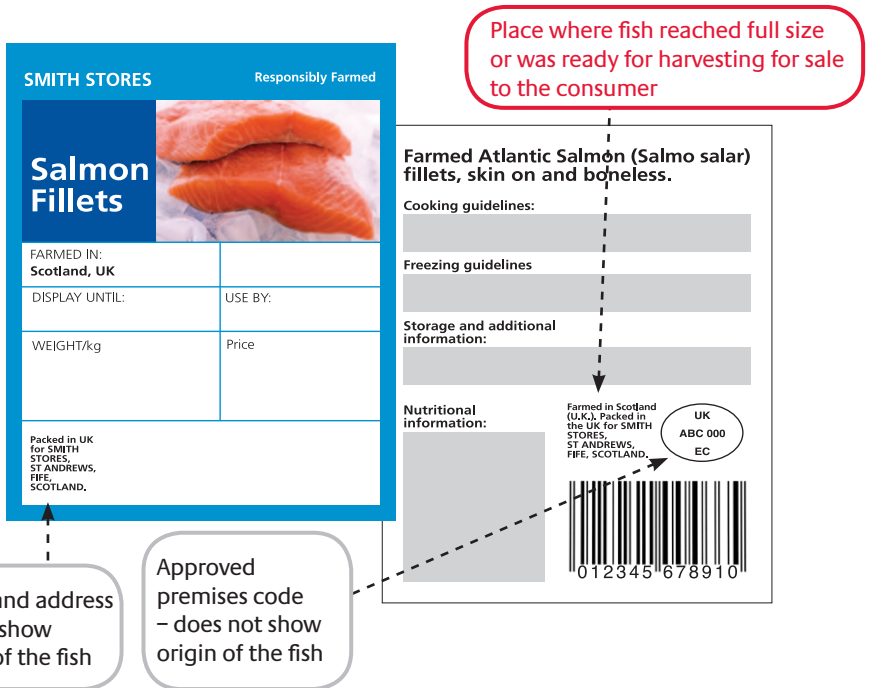 Place where fish reached full size
or was ready for harvesting for sale
to the consumer
SMITH STORES
Responsibly Farmed
Salmon
Fillets
FARMED IN:
Scotland, UK
DISPLAY UNTIL:
USE BY:
WEIGHT/kg
Price
Packed in UK
for SMITH
STORES,
ST ANDREWS,
FIFE,
SCOTLAND.
Farmed Atlantic Salmon (Salmo salar)
fillets, skin on and boneless.
Cooking guidelines:
Freezing guidelines
Storage and additional
information:
Nutritional
information:
Farmed in Scotland
(U.K.). Packed in
the UK for SMITH
STORES,
ST ANDREWS,
FIFE, SCOTLAND.
UK
ABC 000
EC
012345 678910
and address
show
of the fish
Approved
premises code
– does not show
origin of the fish